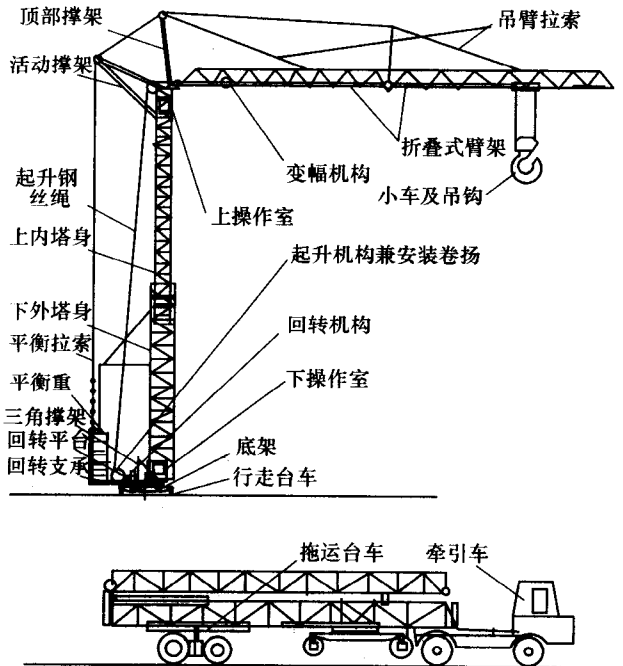 顶部撑架
吊臂拉索
活动撑架
折叠式臂架
变幅机构
小车及吊钩
起升钢
丝绳
上操作室
上内塔身
起升机构兼安装卷扬
下外塔身
回转机构
平衡拉索
平衡重
下操作室
三角撑架
回转平台
底架
回转支承
行走台车
拖运台车
牵引车